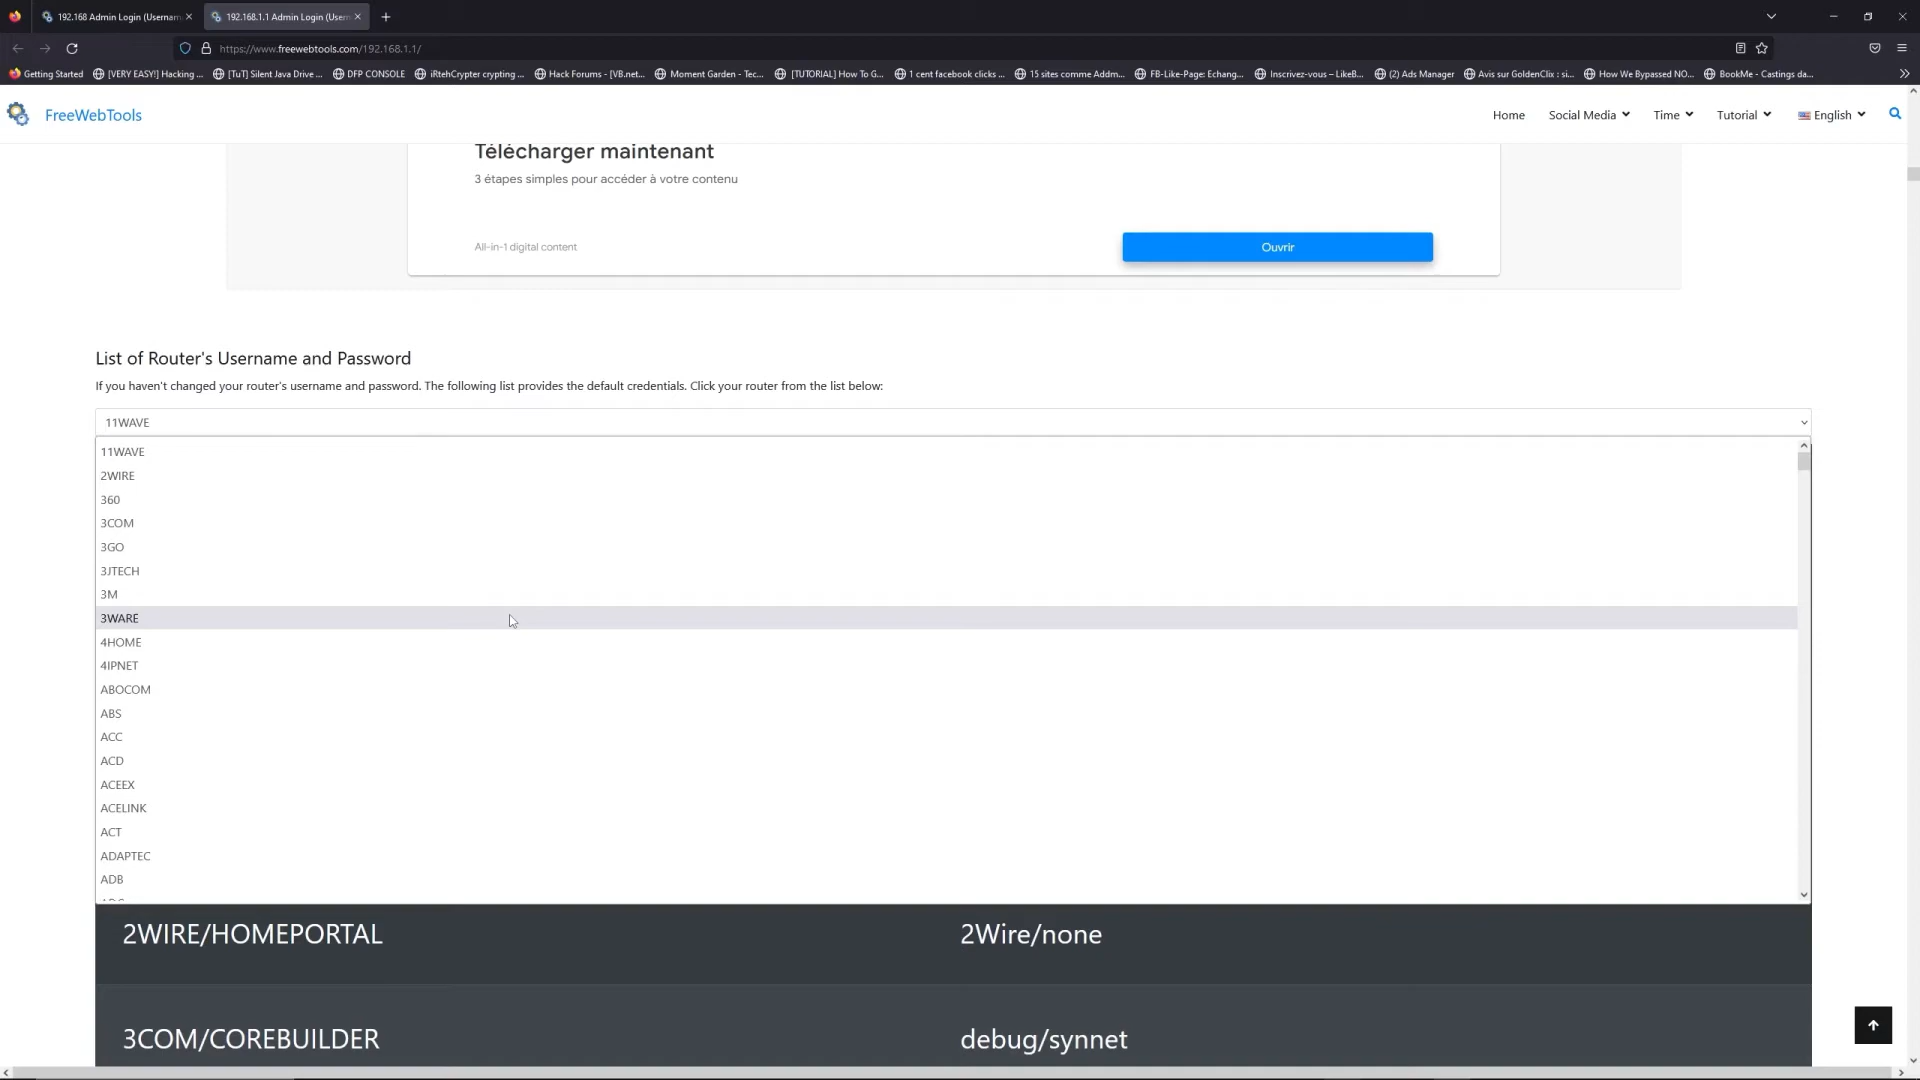 192.168 Admin Login (Usernam
192.168.1.1 Admin Login (Usern
https://www.freewebtools.com/192.168.1.1/
Getting Started
[VERY EASY!] Hacking ...
[TuT] Silent Java Drive ...
DFP CONSOLE
iRtehCrypter crypting ...
Hack Forums - [VB.net...
Moment Garden - Tec...
[TUTORIAL] How To G...
1 cent facebook clicks ...
15 sites comme Addm...
FB-Like-Page: Echang...
Inscrivez-vous – LikeB...
(2) Ads Manager
Avis sur GoldenClix : si...
How We Bypassed NO...
BookMe - Castings da...
FreeWebTools
Home
Social Media
Time
Tutorial
English
Télécharger maintenant
3 étapes simples pour accéder à votre contenu
All-in-1 digital content
Ouvrir
List of Router's Username and Password
If you haven't changed your router's username and password. The following list provides the default credentials. Click your router from the list below:
11WAVE
11WAVE
2WIRE
360
3COM
3GO
3JTECH
3M
3WARE
4HOME
4IPNET
ABOCOM
ABS
ACC
ACD
ACEEX
ACELINK
ACT
ADAPTEC
ADB
2WIRE/HOMEPORTAL
2Wire/none
3COM/COREBUILDER
debug/synnet